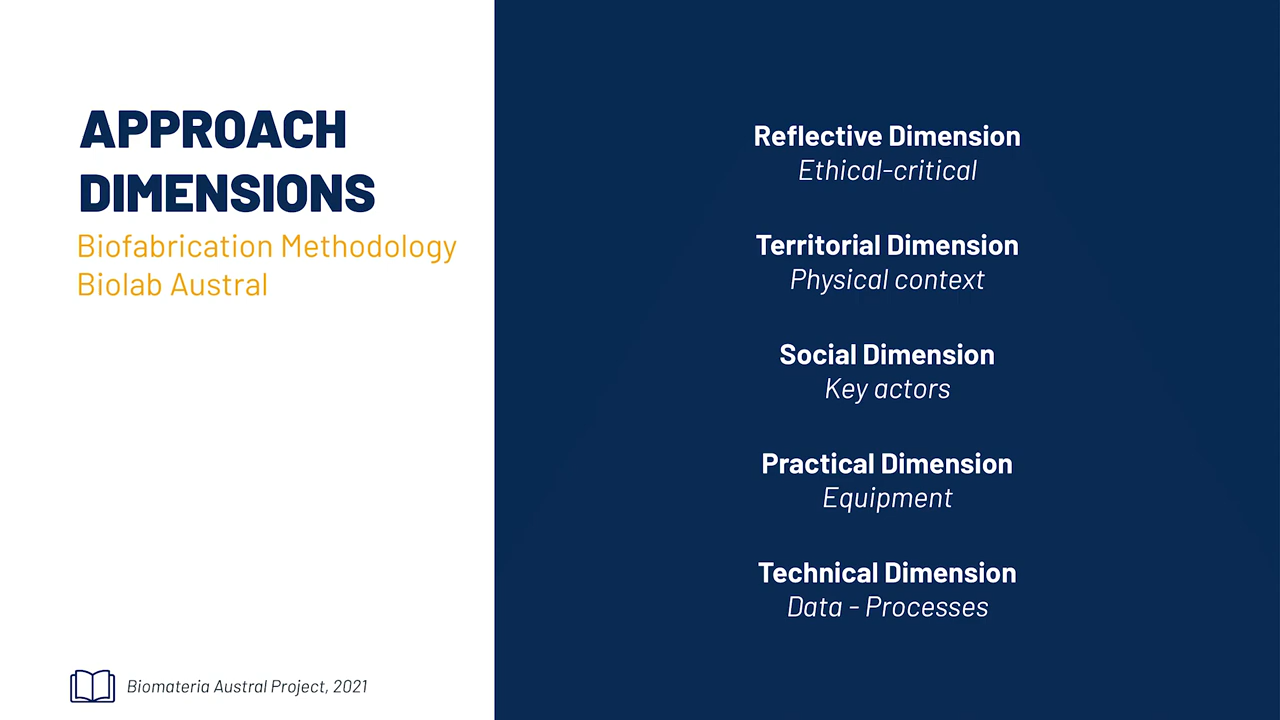 APPROACH
DIMENSIONS
Biofabrication Methodology
Biolab Austral
Reflective Dimension
Ethical-critical
Territorial Dimension
Physical context
Social Dimension
Key actors
Practical Dimension
Equipment
Technical Dimension
Data - Processes
Biomateria Austral Project, 2021